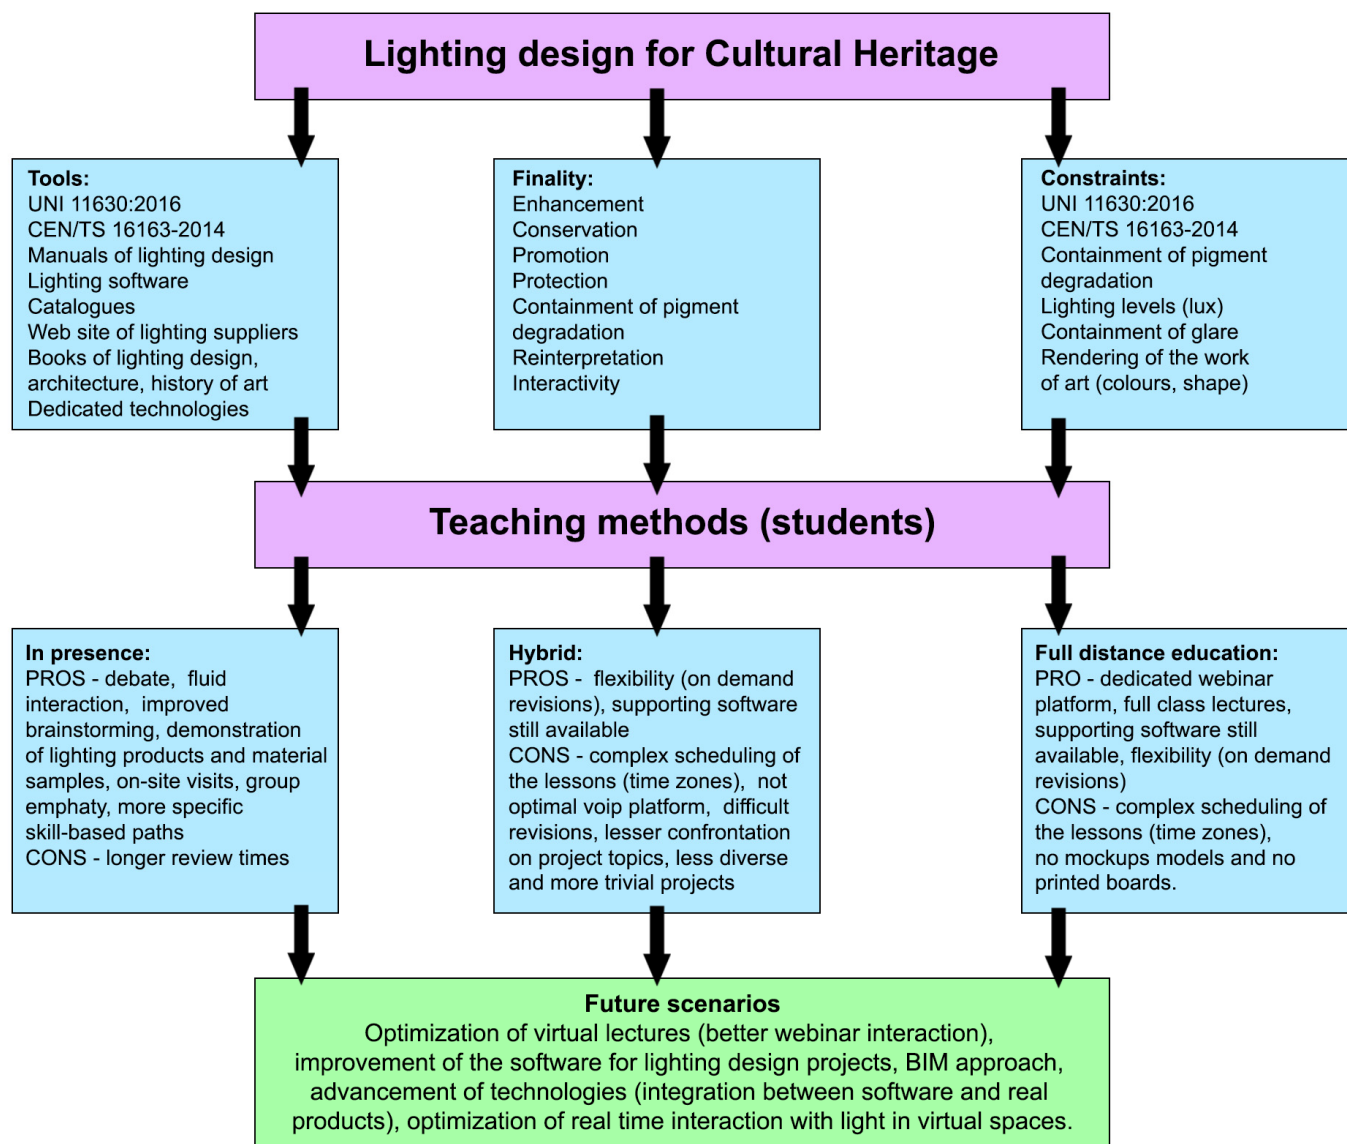 Lighting design for Cultural Heritage
Tools:
UNI 11630:2016
CEN/TS 16163-2014
Manuals of lighting design
Lighting software
Catalogues
Web site of lighting suppliers
Books of lighting design,
architecture, history of art
Dedicated technologies
Finality:
Enhancement
Conservation
Promotion
Protection
Containment of pigment
degradation
Reinterpretation
Interactivity
Constraints:
UNI 11630:2016
CEN/TS 16163-2014
Containment of pigment
degradation
Lighting levels (lux)
Containment of glare
Rendering of the work
of art (colours, shape)
Teaching methods (students)
In presence:
PROS - debate, fluid
interaction, improved
brainstorming, demonstration
of lighting products and material
samples, on-site visits, group
emphaty, more specific
skill-based paths
CONS - longer review times
Hybrid:
PROS - flexibility (on demand
revisions), supporting software
still available
CONS - complex scheduling of
the lessons (time zones), not
optimal voip platform, difficult
revisions, lesser confrontation
on project topics, less diverse
and more trivial projects
Full distance education:
PRO - dedicated webinar
platform, full class lectures,
supporting software still
available, flexibility (on demand
revisions)
CONS - complex scheduling of
the lessons (time zones),
no mockups models and no
printed boards.
Future scenarios
Optimization of virtual lectures (better webinar interaction),
improvement of the software for lighting design projects, BIM approach,
advancement of technologies (integration between software and real
products), optimization of real time interaction with light in virtual spaces.